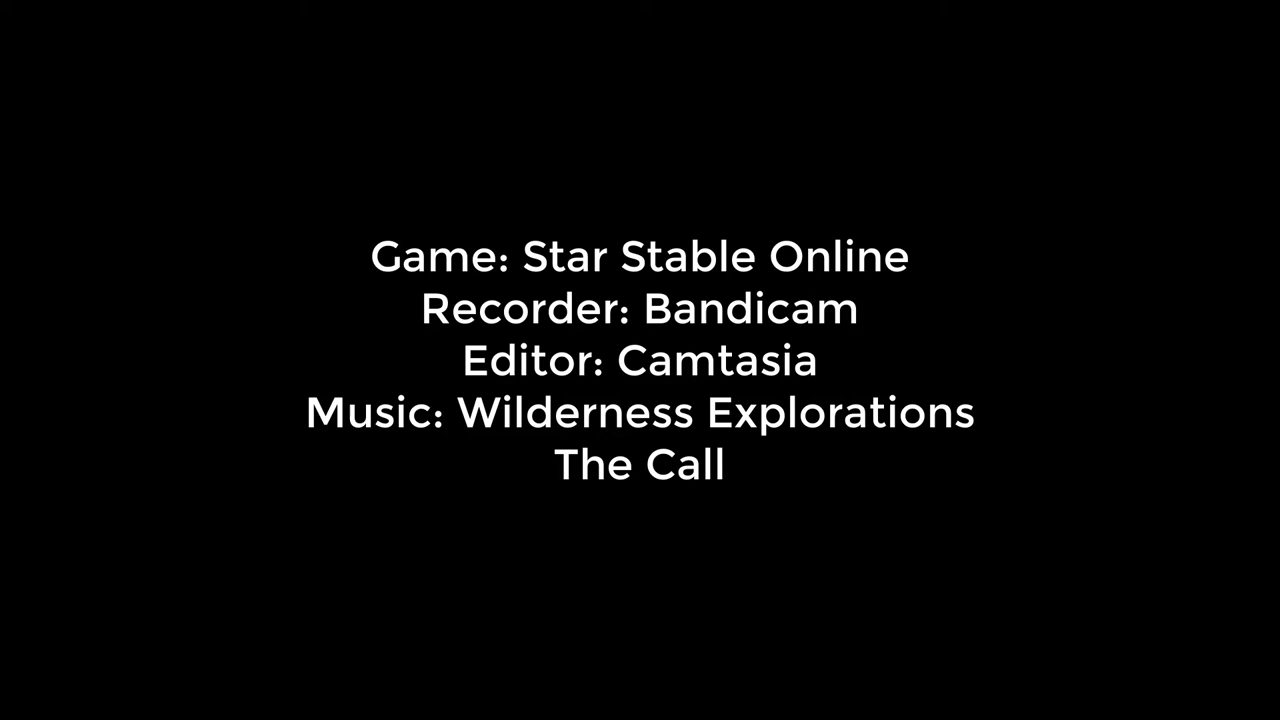 Game: Star Stable Online
Recorder: Bandicam
Editor: Camtasia
Music: Wilderness Explorations
The Call